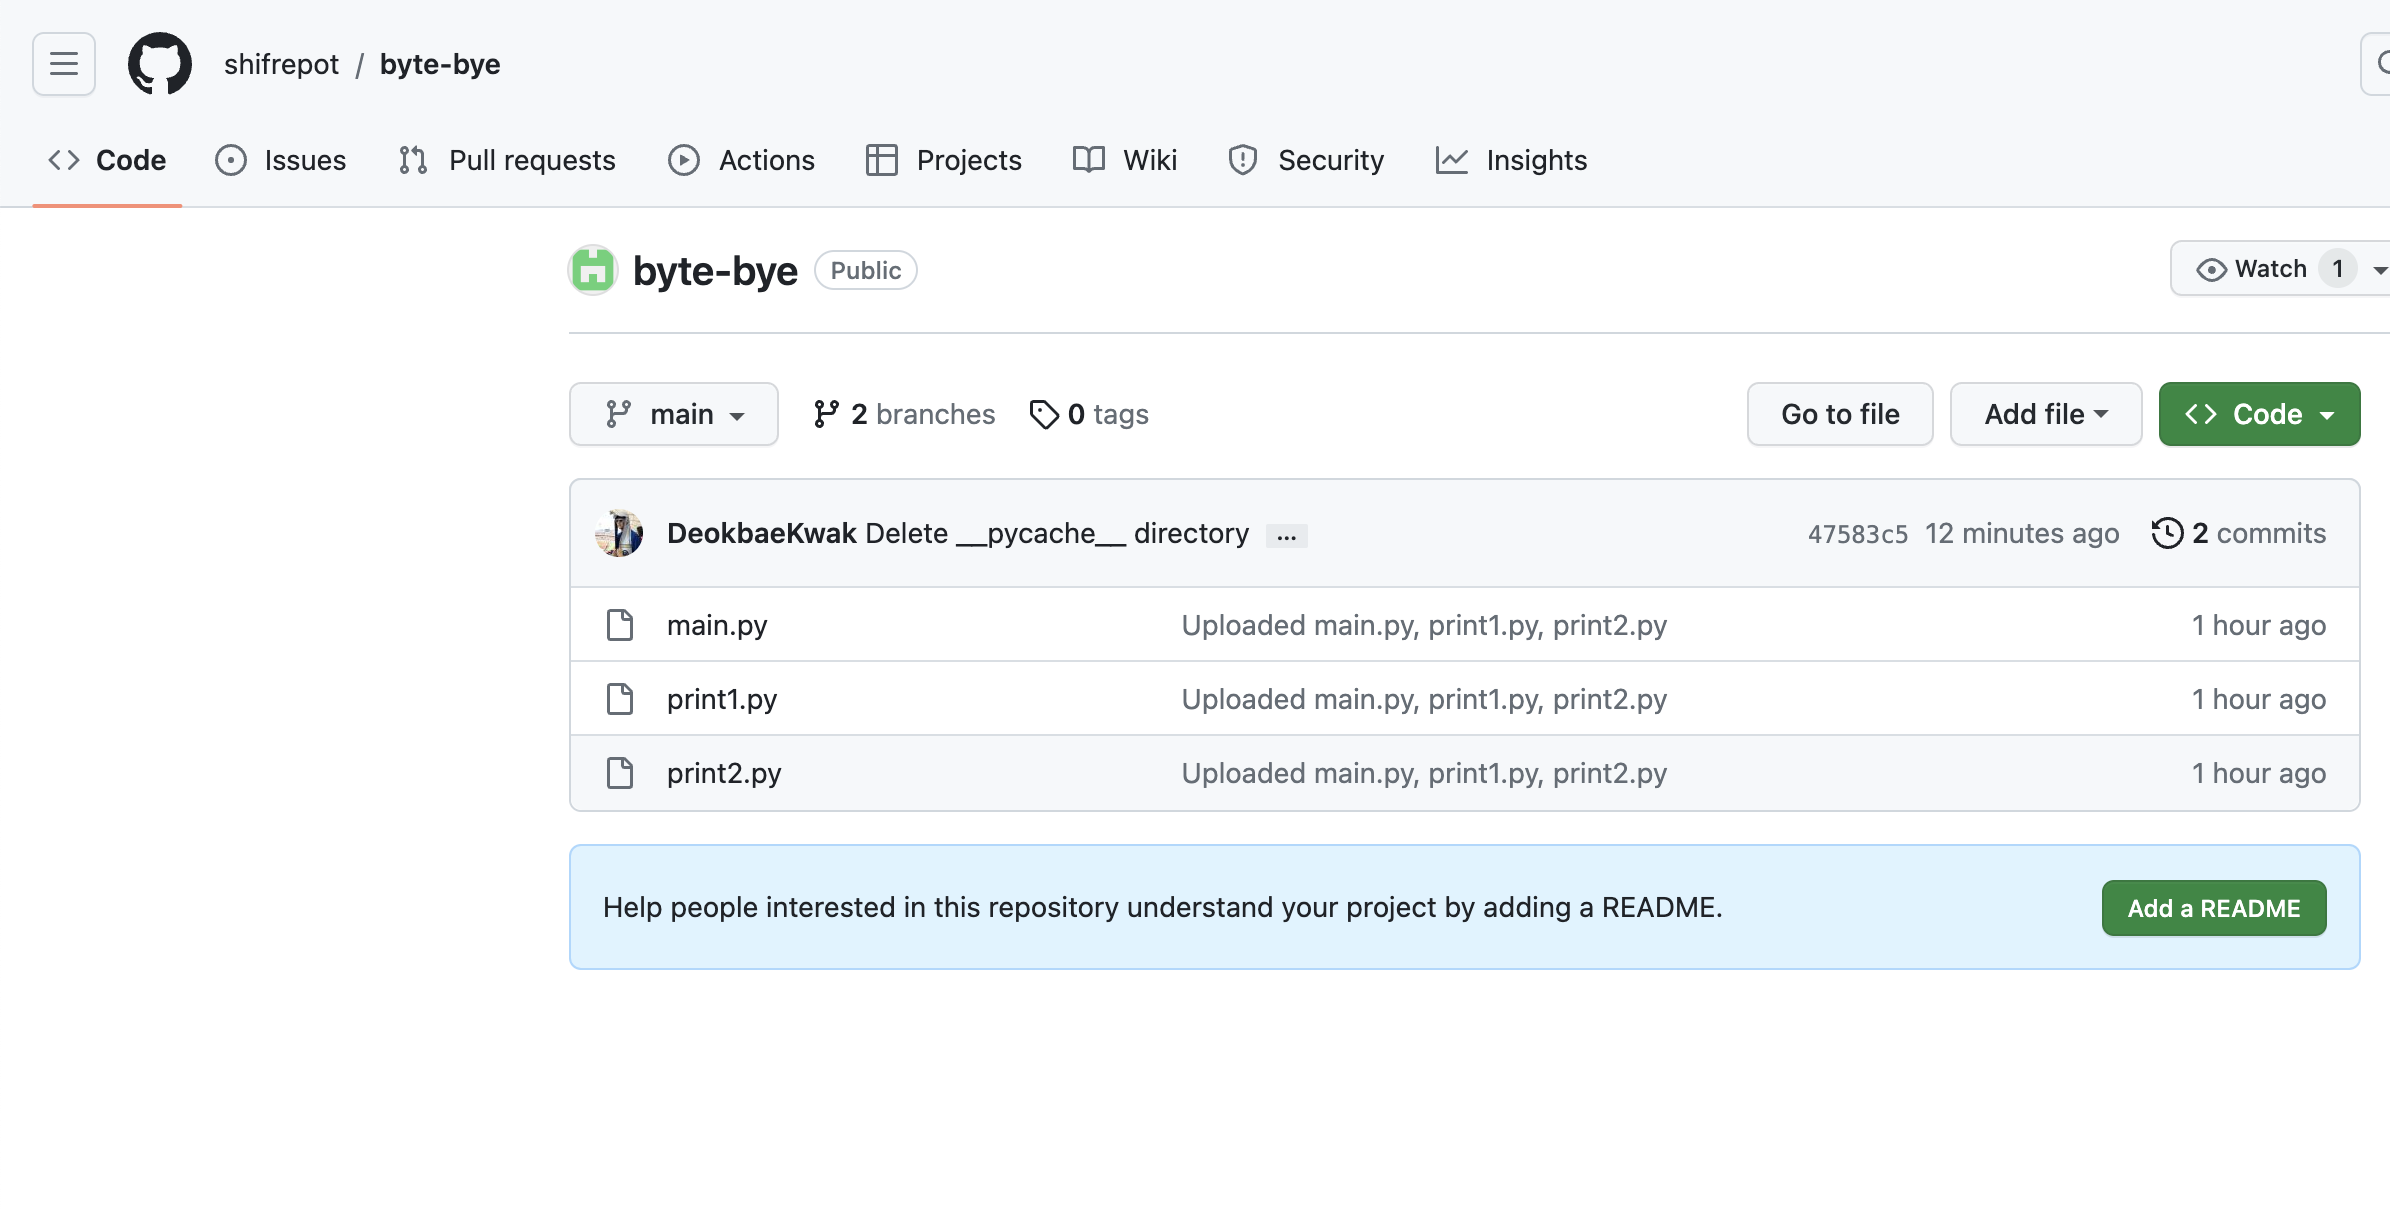 shifrepot / byte-bye
Code Issues Pull requests Actions Projects Wiki Security Insights
byte-bye Public
Watch 1
main 2 branches 0 tags
Go to file Add file Code
DeokbaeKwak Delete __pycache__ directory ... 47583c5 12 minutes ago 2 commits
main.py Uploaded main.py, print1.py, print2.py 1 hour ago
print1.py Uploaded main.py, print1.py, print2.py 1 hour ago
print2.py Uploaded main.py, print1.py, print2.py 1 hour ago
Help people interested in this repository understand your project by adding a README. Add a README